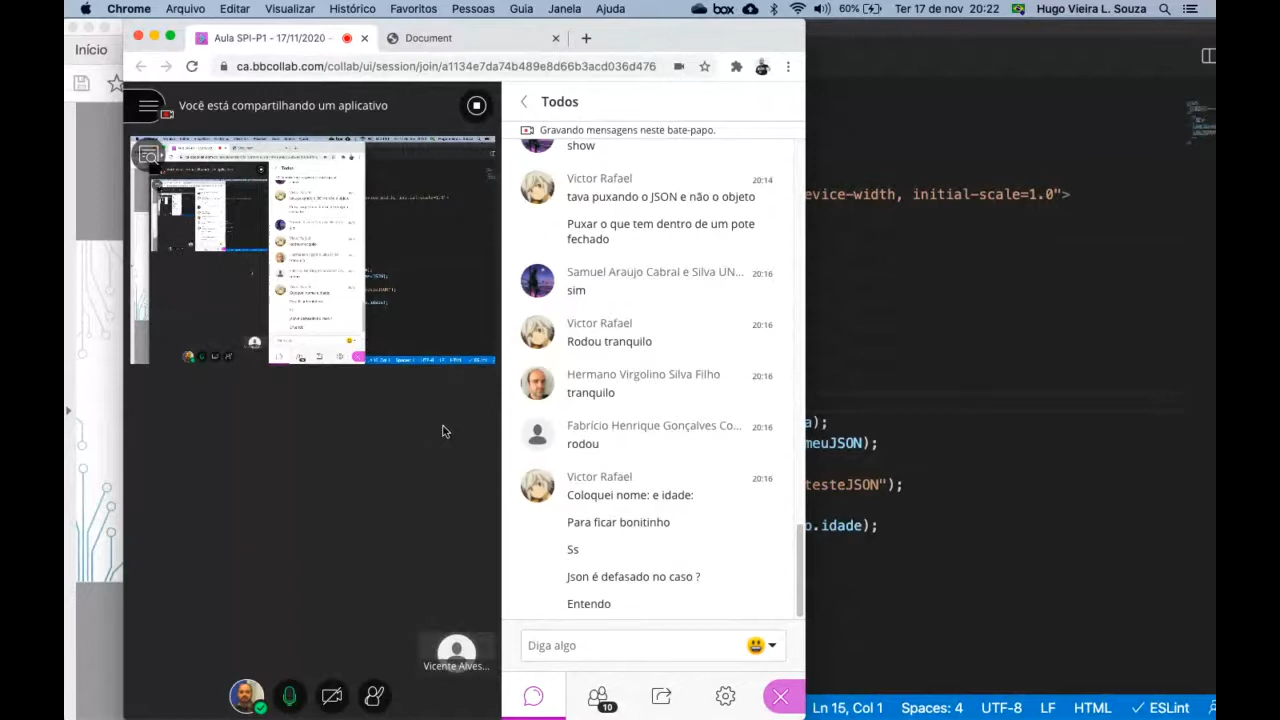 Chrome Arquivo Editar Visualizar Histórico Favoritos Pessoas Guia Janela Ajuda box 60% Ter 17 de nov 20:22 Hugo Vieira L. Souza
Início
Aula SPI-P1 - 17/11/2020 -
Document
ca.bbcollab.com/collab/ui/session/join/a1134e7da74b489e8d66b3acd036d476
Você está compartilhando um aplicativo
Todos
Gravando mensagens neste bate-papo.
show
Victor Rafael 20:14
tava puxando o JSON e não o objeto
Puxar o que tem dentro de um pote
fechado
Samuel Araujo Cabral e Silva UN... 20:16
sim
Victor Rafael 20:16
Rodou tranquilo
Hermano Virgolino Silva Filho 20:16
tranquilo
Fabrício Henrique Gonçalves Co... 20:16
rodou
Victor Rafael 20:16
Coloquei nome: e idade:
Para ficar bonitinho
Ss
Json é defasado no caso ?
Entendo
Diga algo
Vicente Alves...
10
evice-width, initial-scale=1.0">
a);
meuJSON);
testeJSON");
o.idade);
Ln 15, Col 1 Spaces: 4 UTF-8 LF HTML ESLint